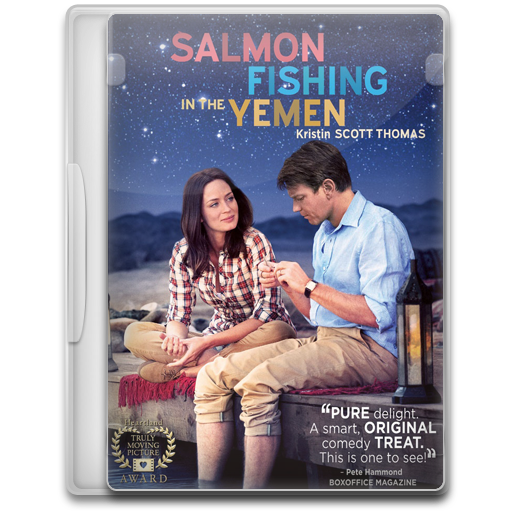 SALMON
FISHING
IN THE YEMEN
Kristin SCOTT THOMAS
“PURE delight.
A smart, ORIGINAL
comedy TREAT.
This is one to see!”
– Pete Hammond
BOXOFFICE MAGAZINE
Heartland
TRULY
MOVING
PICTURE
AWARD